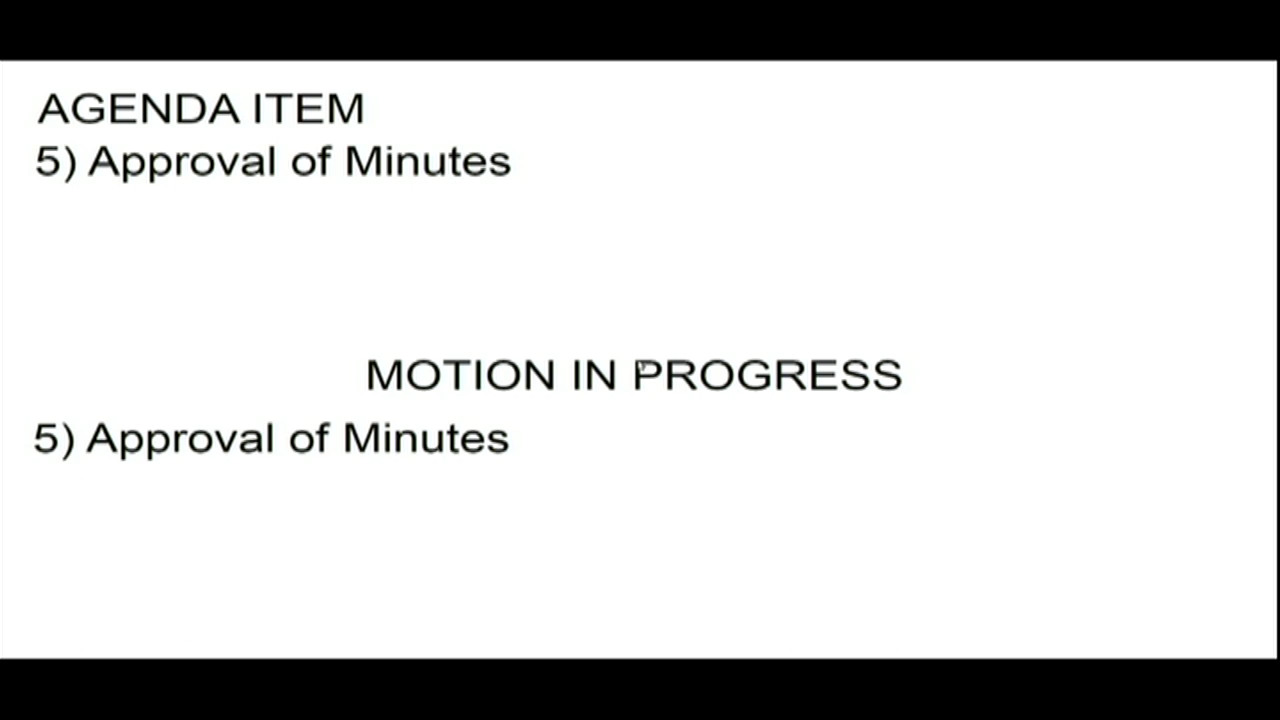 AGENDA ITEM
5) Approval of Minutes
MOTION IN PROGRESS
5) Approval of Minutes